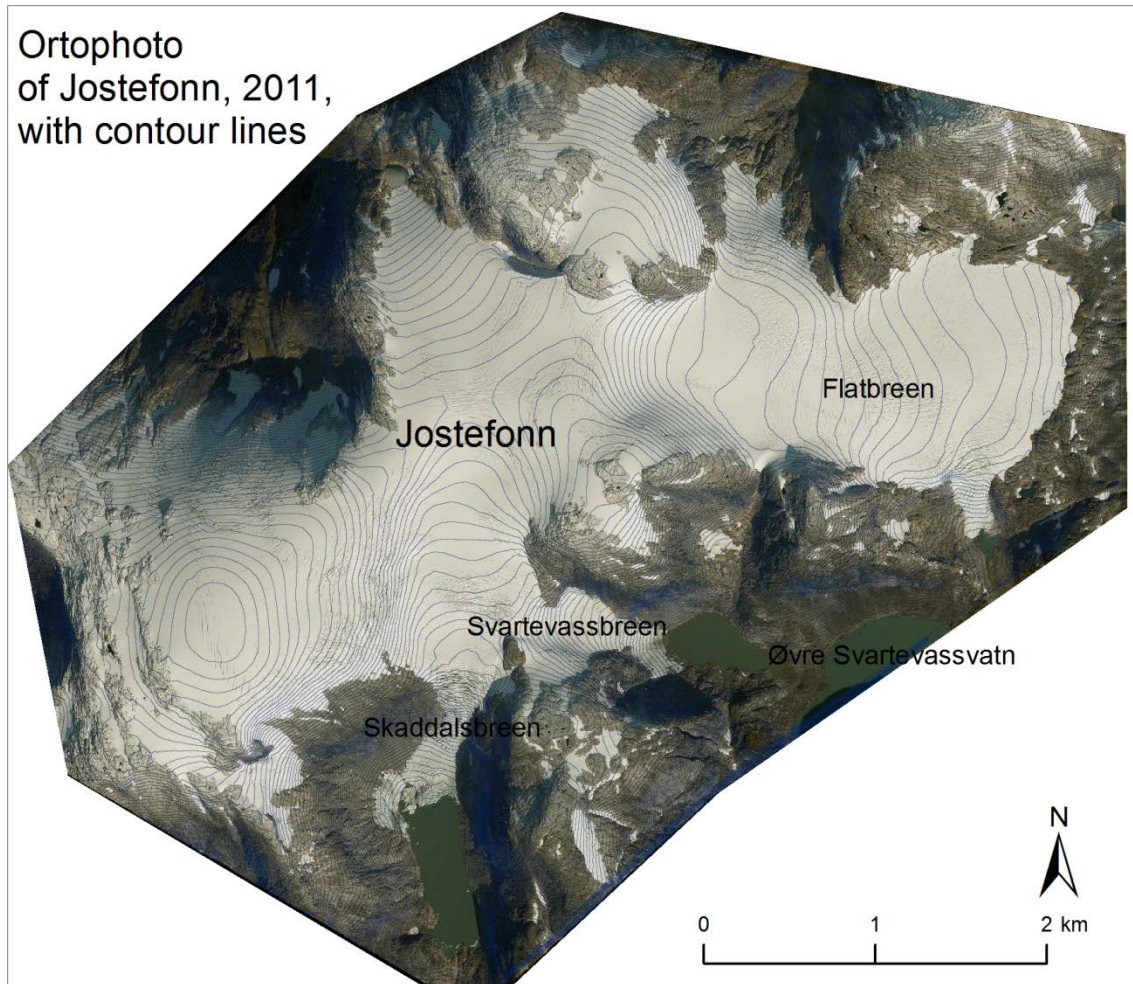 Ortophoto
of Jostefonn, 2011,
with contour lines
Flatbreen
Jostefonn
Svartevassbreen
Øvre Svartevassvatn
Skaddalsbreen
N
0 1 2 km